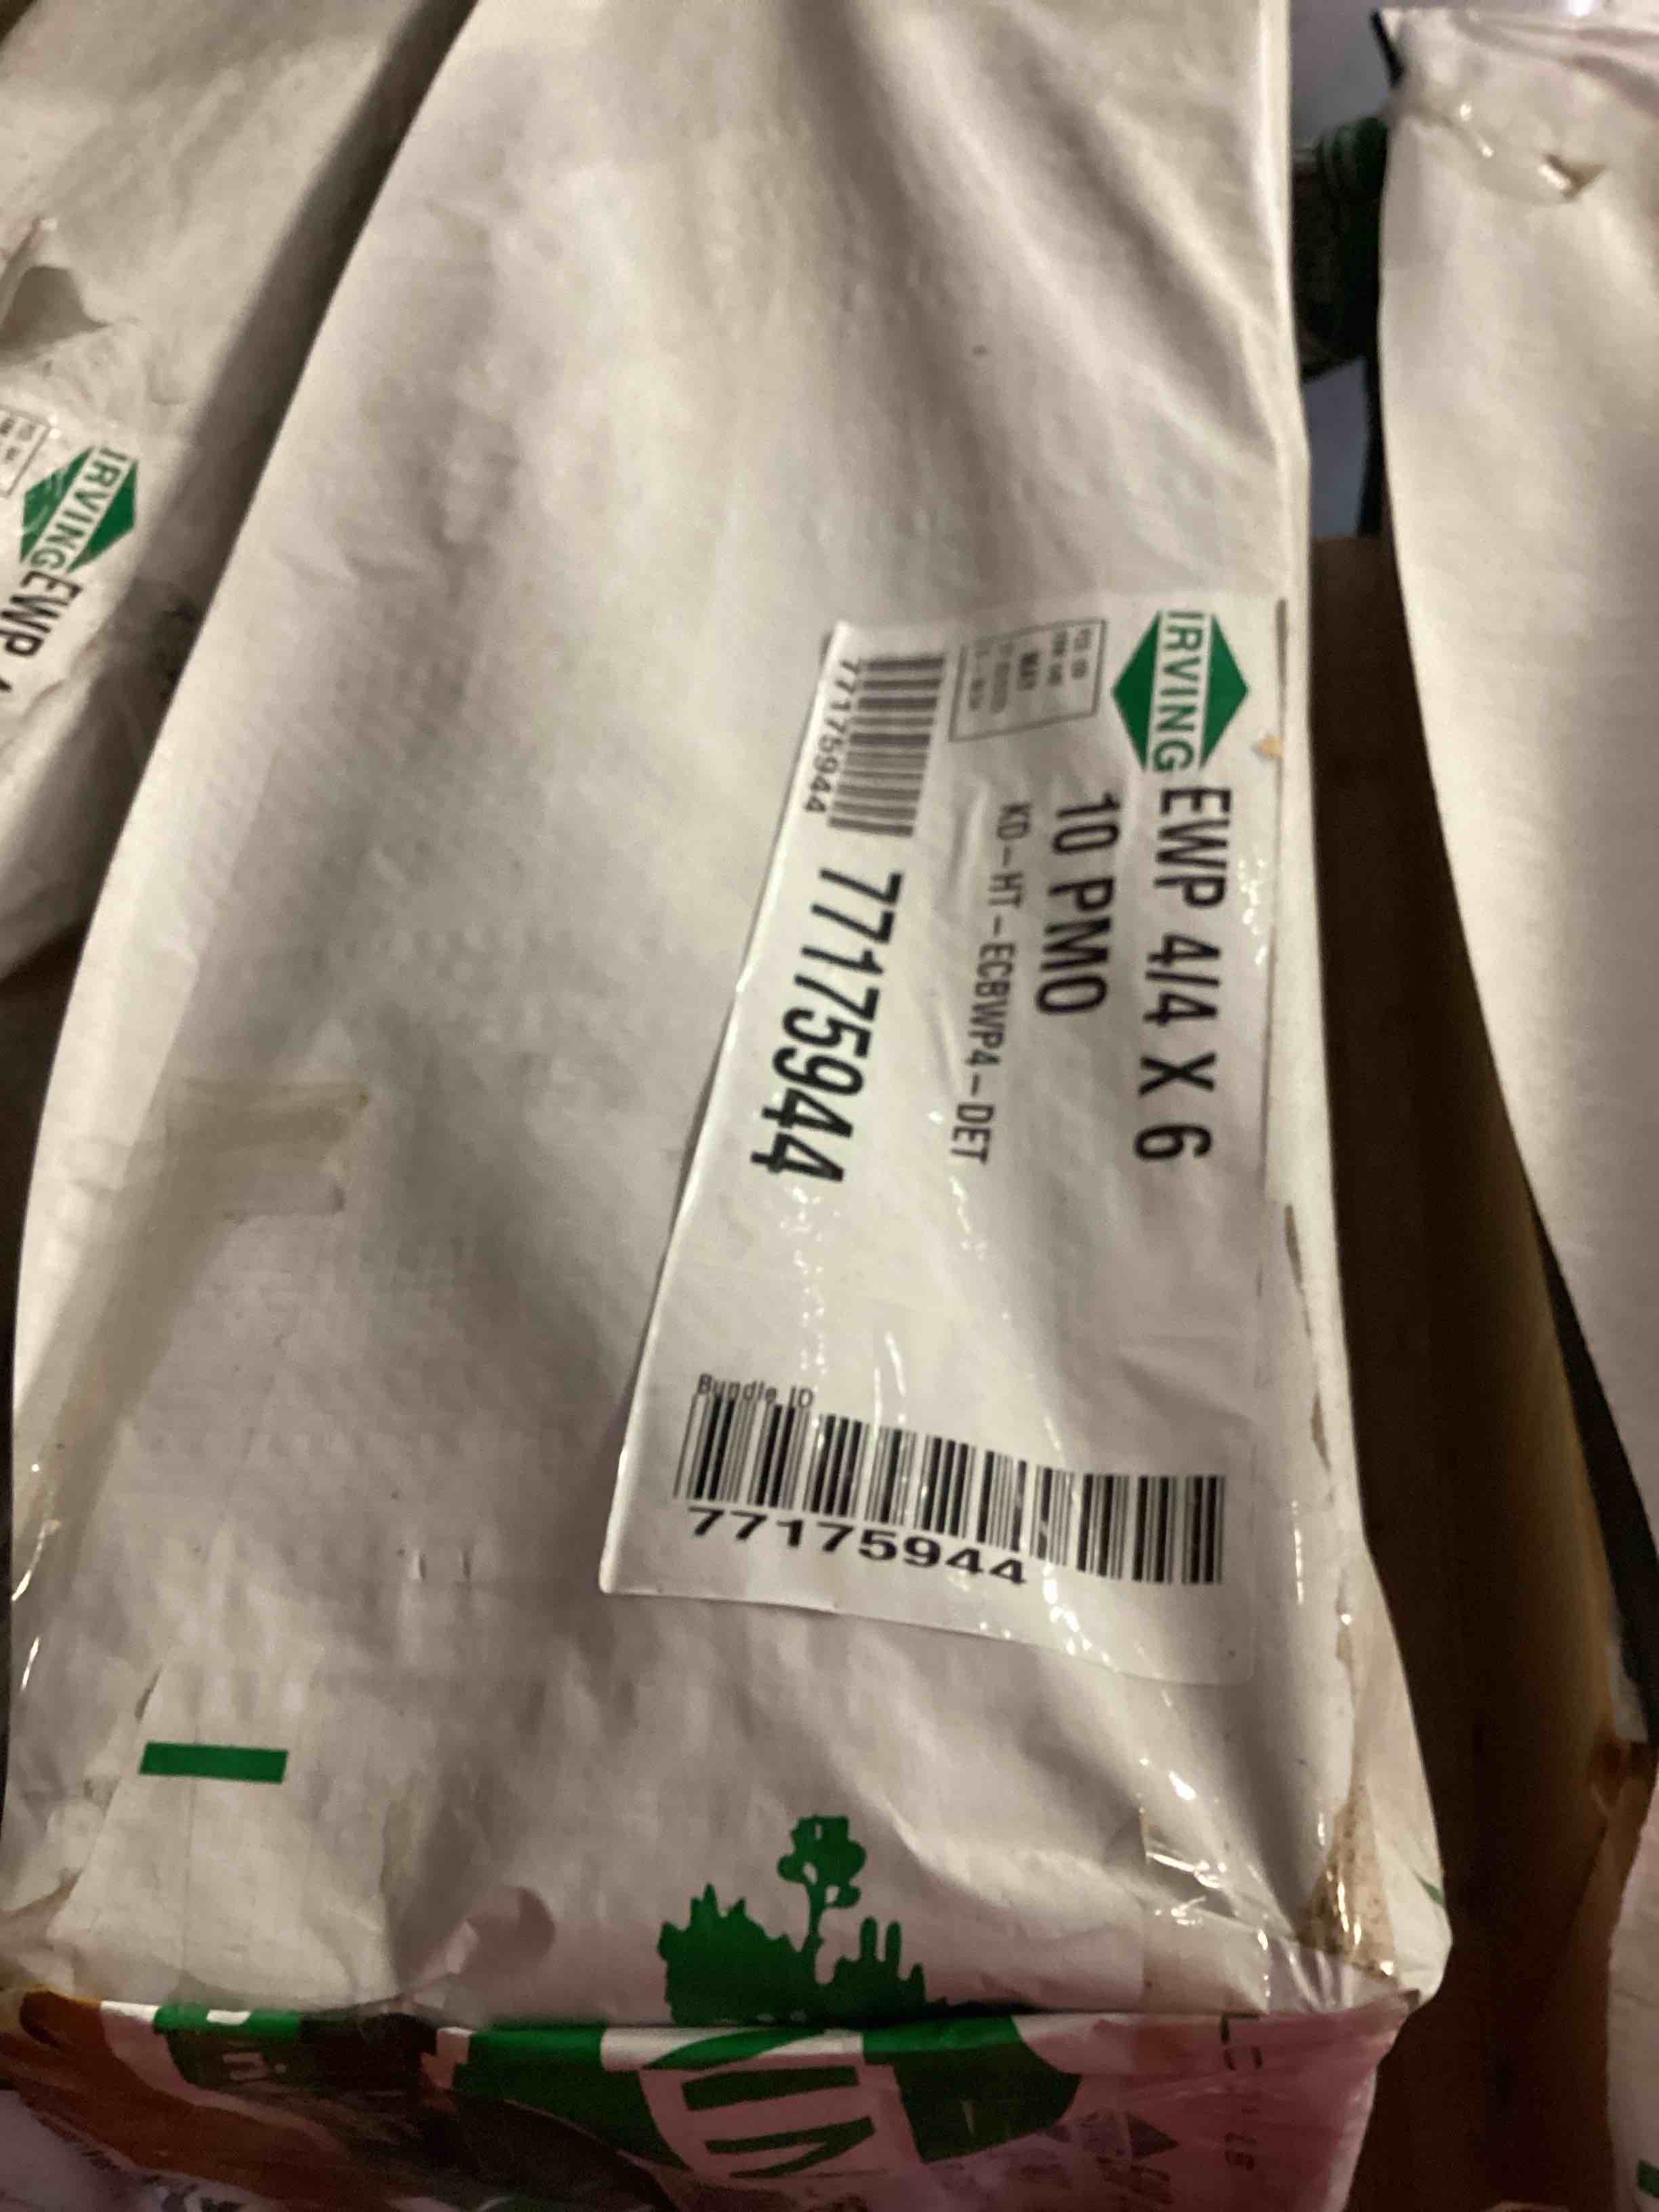 IRVING
EWP 4/4 X 6
10 PMO
KD-HT-ECBWP4-DET
77175944
77175944
Bundle ID
77175944
IRVING
EWP